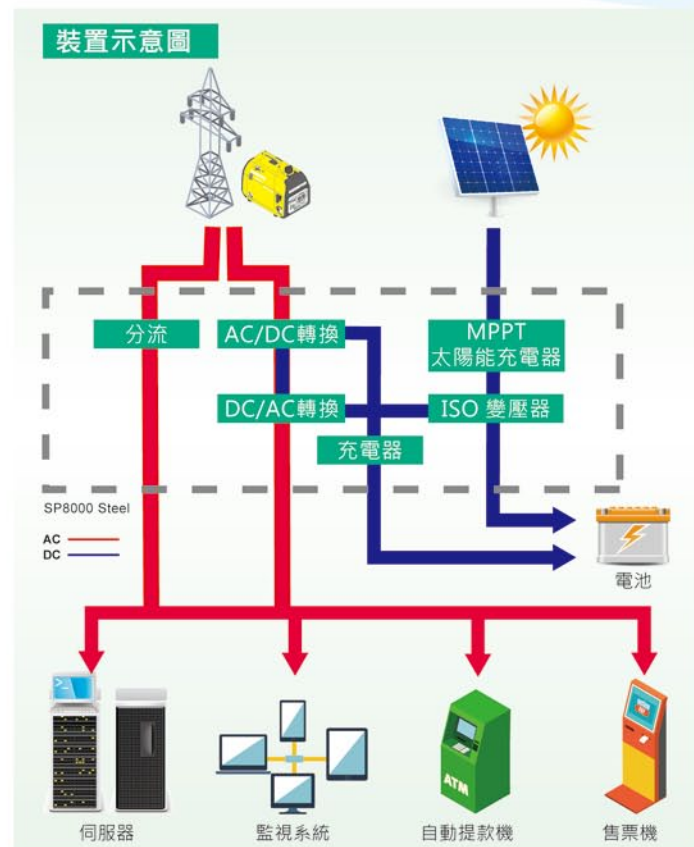 裝置示意圖
分流
AC/DC轉換
MPPT
太陽能充電器
DC/AC轉換
ISO 變壓器
充電器
SP8000 Steel
AC
DC
電池
>_
ATM
伺服器
監視系統
自動提款機
售票機